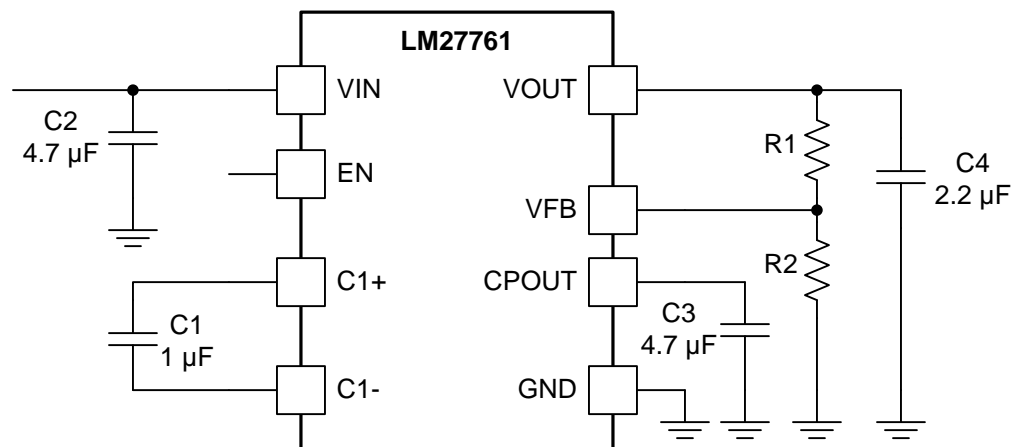 LM27761
VIN
VOUT
C2
4.7 µF
R1
EN
C4
2.2 µF
VFB
R2
C1+
CPOUT
C3
4.7 µF
C1
1 µF
C1-
GND